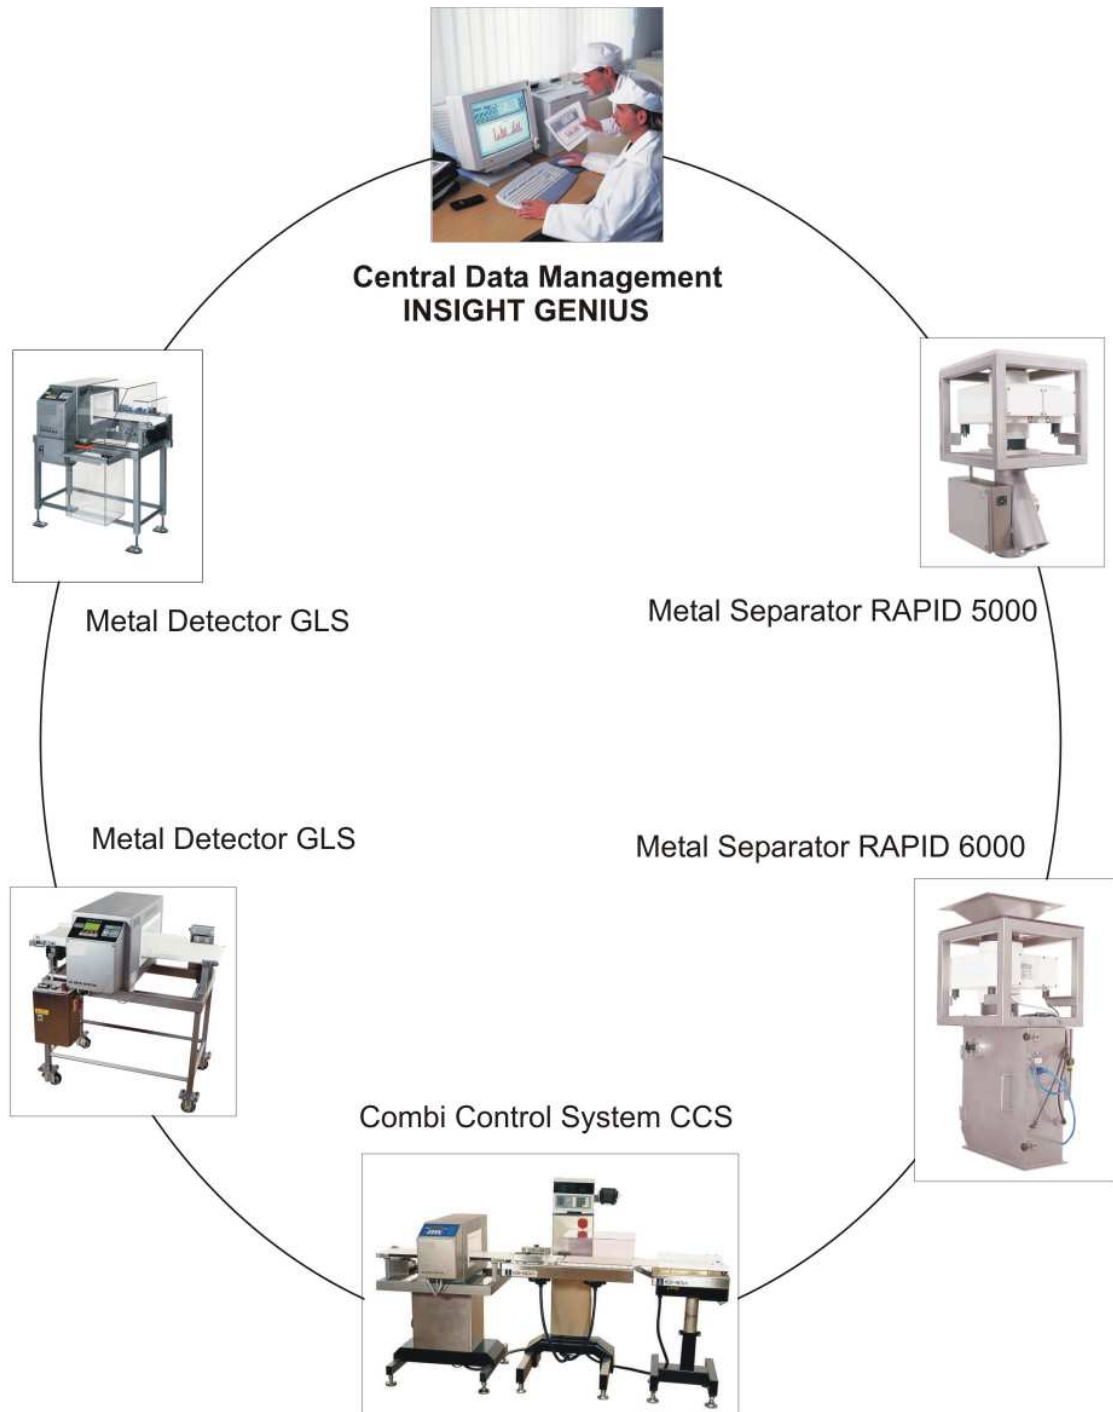 Central Data Management
INSIGHT GENIUS
Metal Detector GLS
Metal Separator RAPID 5000
Metal Detector GLS
Metal Separator RAPID 6000
Combi Control System CCS